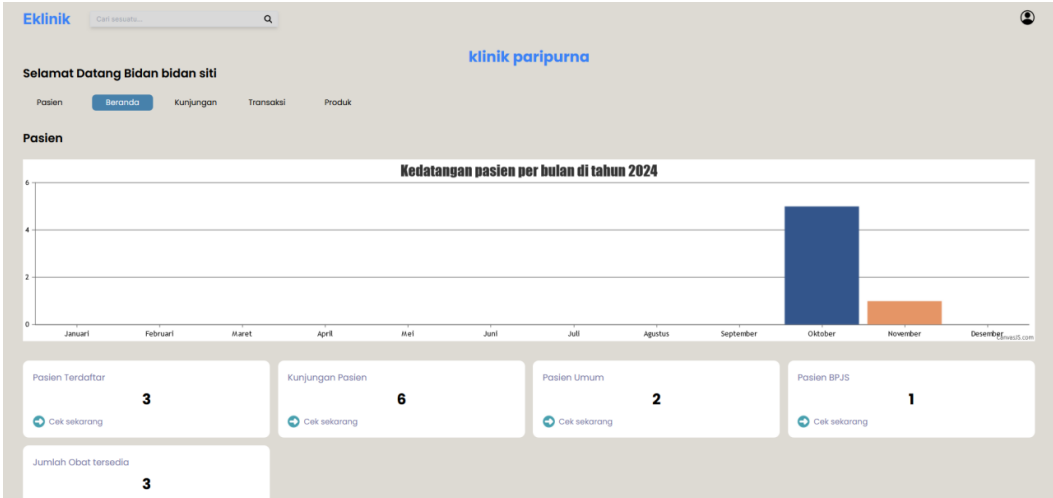 Eklinik
Cari sesuatu...
klinik paripurna
Selamat Datang Bidan bidan siti
Pasien Beranda Kunjungan Transaksi Produk
Pasien
Kedatangan pasien per bulan di tahun 2024
6
4
2
0
Januari Februari Maret April Mei Juni Juli Agustus September Oktober November Desember
CanvasJS.com
Pasien Terdaftar
3
Cek sekarang
Kunjungan Pasien
6
Cek sekarang
Pasien Umum
2
Cek sekarang
Pasien BPJS
1
Cek sekarang
Jumlah Obat tersedia
3